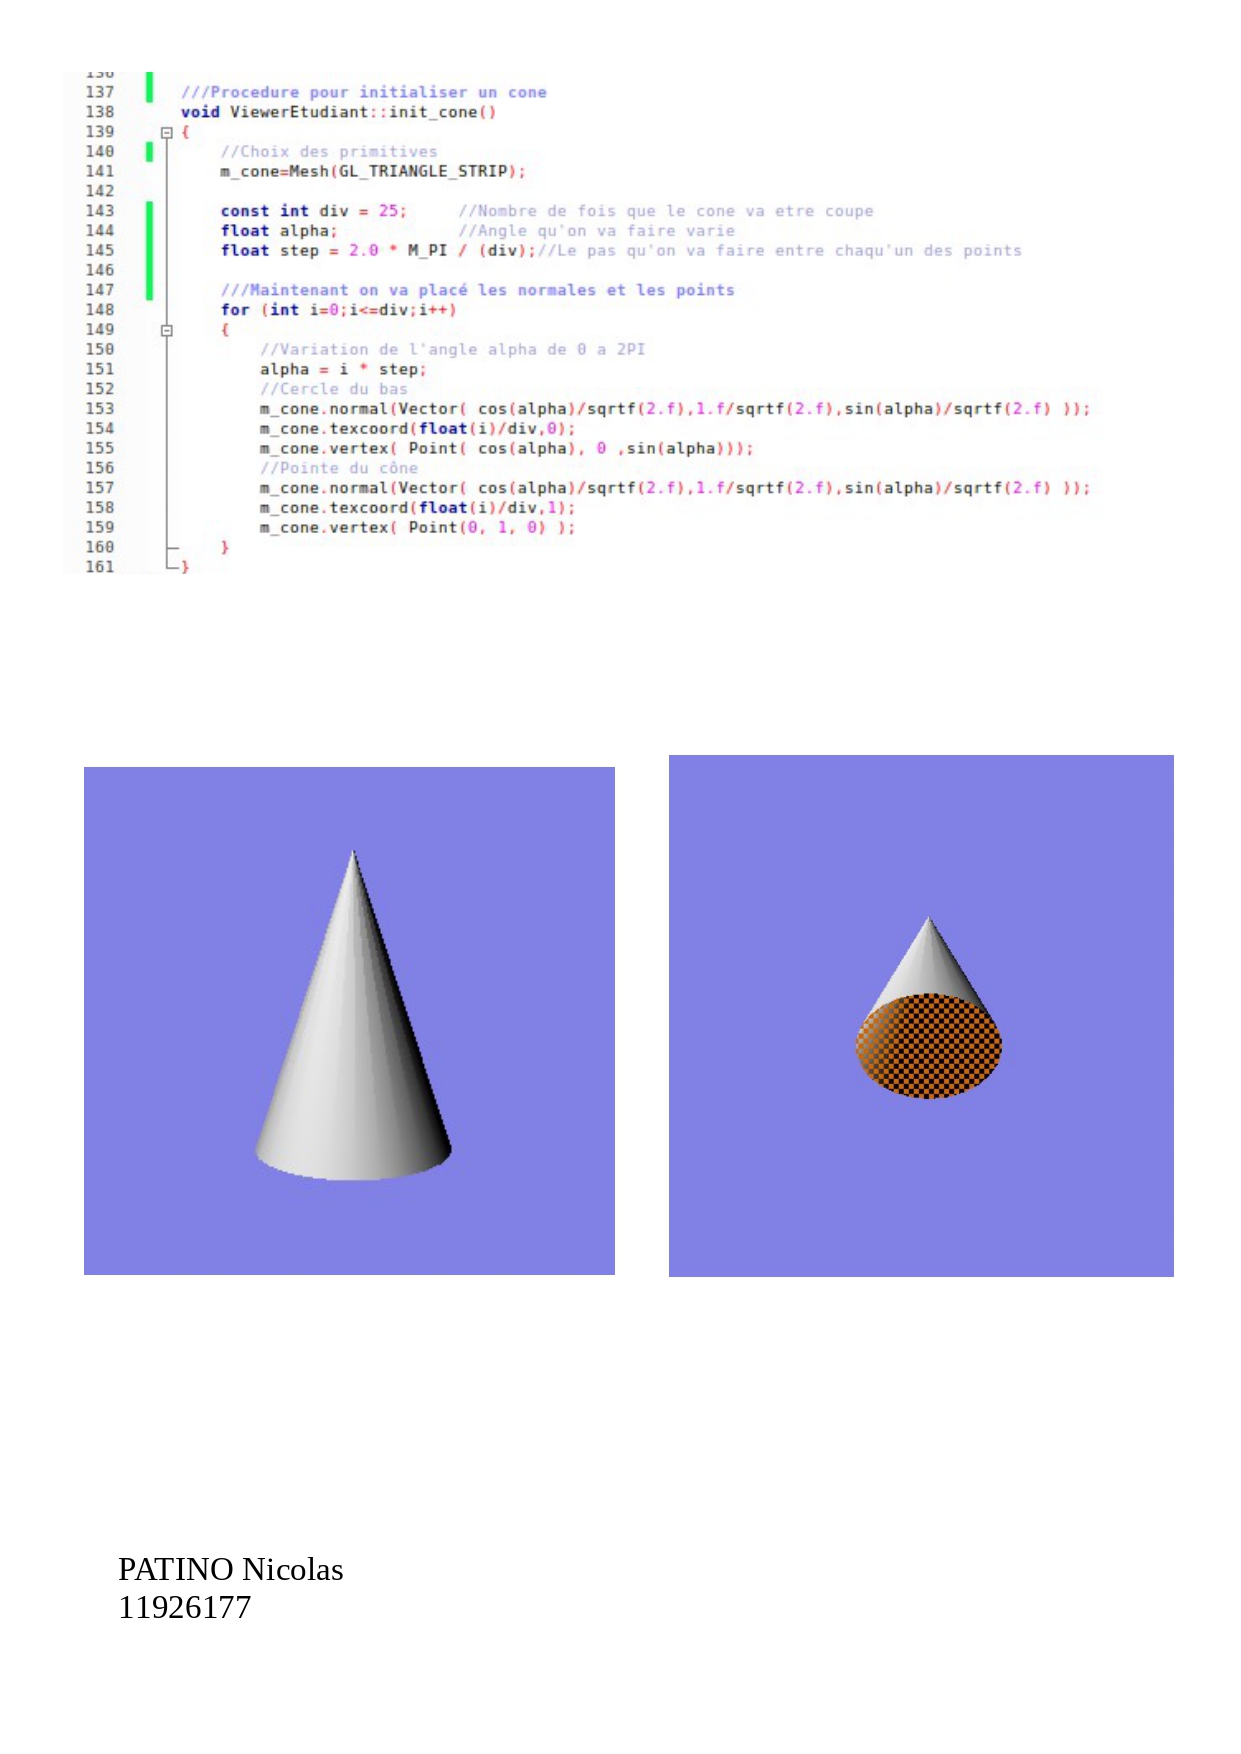 136
137 ///Procedure pour initialiser un cone
138 void ViewerEtudiant::init_cone()
139 {
140 //Choix des primitives
141 m_cone=Mesh(GL_TRIANGLE_STRIP);
142
143 const int div = 25; //Nombre de fois que le cone va etre coupe
144 float alpha; //Angle qu'on va faire varie
145 float step = 2.0 * M_PI / (div);//Le pas qu'on va faire entre chaqu'un des points
146
147 ///Maintenant on va placé les normales et les points
148 for (int i=0;i<=div;i++)
149 {
150 //Variation de l'angle alpha de 0 a 2PI
151 alpha = i * step;
152 //Cercle du bas
153 m_cone.normal(Vector( cos(alpha)/sqrtf(2.f),1.f/sqrtf(2.f),sin(alpha)/sqrtf(2.f) ));
154 m_cone.texcoord(float(i)/div,0);
155 m_cone.vertex( Point( cos(alpha), 0 ,sin(alpha)));
156 //Pointe du cône
157 m_cone.normal(Vector( cos(alpha)/sqrtf(2.f),1.f/sqrtf(2.f),sin(alpha)/sqrtf(2.f) ));
158 m_cone.texcoord(float(i)/div,1);
159 m_cone.vertex( Point(0, 1, 0) );
160 }
161 }
PATINO Nicolas
11926177